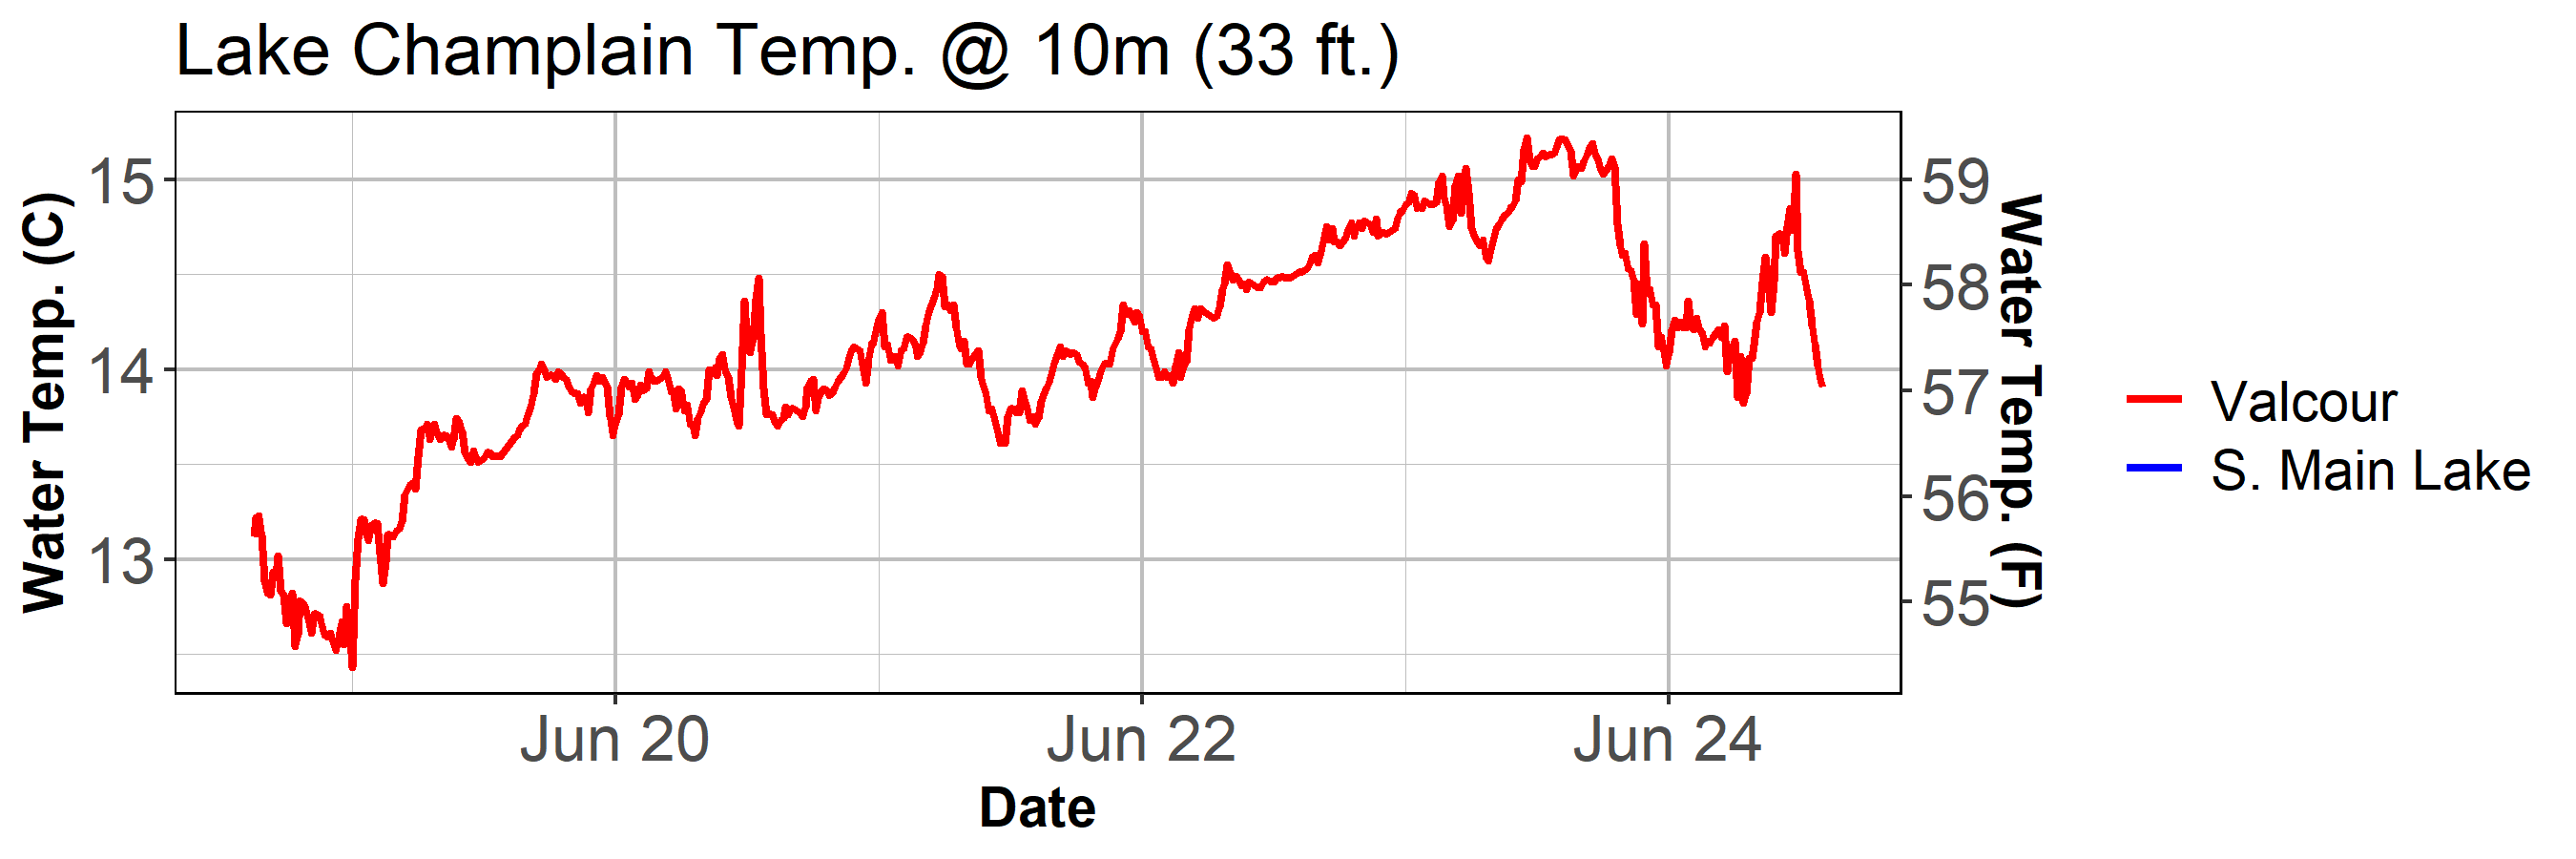 Lake Champlain Temp. @ 10m (33 ft.)
Water Temp. (C)
15
14
13
59
58
57
56
55
Water Temp. (F)
Jun 20
Jun 22
Jun 24
Date
Valcour
S. Main Lake